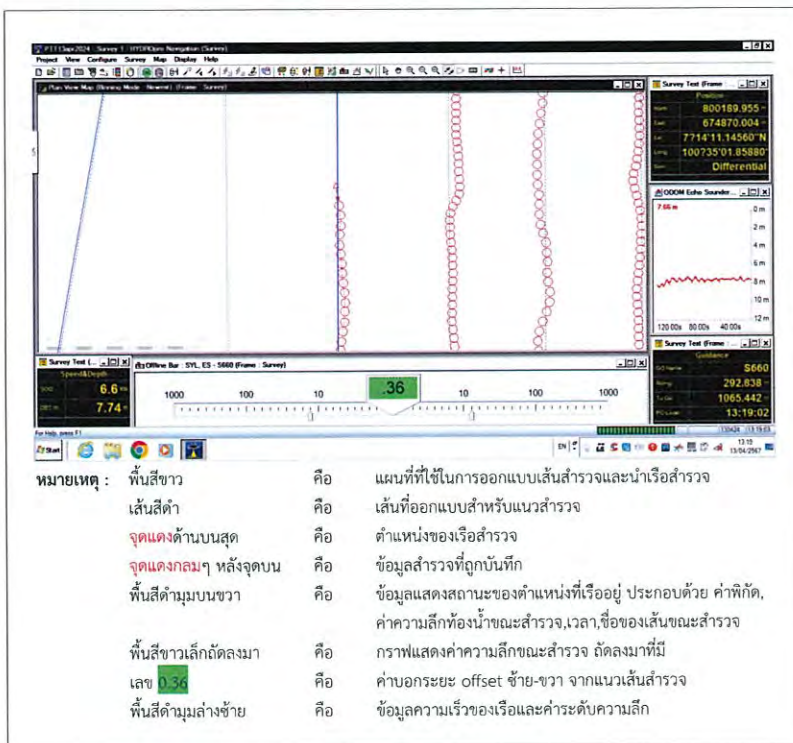 PTT13apr2024 : Survey 1 : HYDROpro Navigation (Survey)
Project View Configure Survey Map Display Help
Survey Text (Frame :
Position
800189.955
674870.004
7?14'11.14560"N
100?35'01.85880"
Differential
ODOM Echo Sounder...
7.66 m
0 m
2 m
4 m
6 m
8 m
10 m
12 m
120.00s 80.00s 40.00s
Survey Text (...
Speed&Depth
6.6
7.74 m
Offline Bar : SYL, ES - S660 (Frame : Survey)
.36
1000 100 10 10 100 1000
Survey Text (Frame :
Guidance
S660
292.838
1065.442
13:19:02
For Help, press F1
130424 13:19:03
Start
EN
13:19
13/04/2567
หมายเหตุ : พื้นสีขาว คือ แผนที่ที่ใช้ในการออกแบบเส้นสำรวจและนำเรือสำรวจ
เส้นสีดำ คือ เส้นที่ออกแบบสำหรับแนวสำรวจ
จุดแดงด้านบนสุด คือ ตำแหน่งของเรือสำรวจ
จุดแดงกลมๆ หลังจุดบน คือ ข้อมูลสำรวจที่ถูกบันทึก
พื้นสีดำมุมบนขวา คือ ข้อมูลแสดงสถานะของตำแหน่งที่เรืออยู่ ประกอบด้วย ค่าพิกัด,
ค่าความลึกท้องน้ำขณะสำรวจ,เวลา,ชื่อของเส้นขณะสำรวจ
พื้นสีขาวเล็กถัดลงมา คือ กราฟแสดงค่าความลึกขณะสำรวจ ถัดลงมาที่มี
เลข 0.36 คือ ค่าบอกระยะ offset ซ้าย-ขวา จากแนวเส้นสำรวจ
พื้นสีดำมุมล่างซ้าย คือ ข้อมูลความเร็วของเรือและค่าระดับความลึก